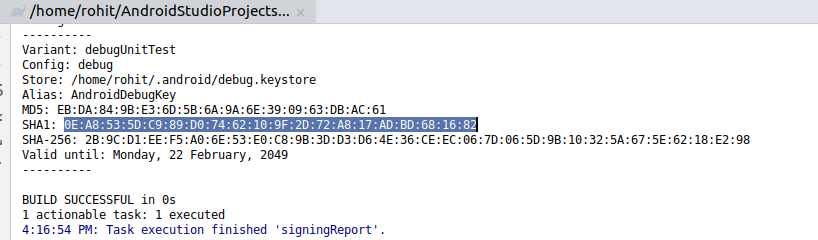 /home/rohit/AndroidStudioProjects...
----------
Variant: debugUnitTest
Config: debug
Store: /home/rohit/.android/debug.keystore
Alias: AndroidDebugKey
MD5: EB:DA:84:9B:E3:6D:5B:6A:9A:6E:39:09:63:DB:AC:61
SHA1: 0E:A8:53:5D:C9:89:D0:74:62:10:9F:2D:72:A8:17:AD:BD:68:16:82
SHA-256: 2B:9C:D1:EE:F5:A0:6E:53:E0:C8:9B:3D:D3:D6:4E:36:CE:EC:06:7D:06:5D:9B:10:32:5A:67:5E:62:18:E2:98
Valid until: Monday, 22 February, 2049
----------
BUILD SUCCESSFUL in 0s
1 actionable task: 1 executed
4:16:54 PM: Task execution finished 'signingReport'.